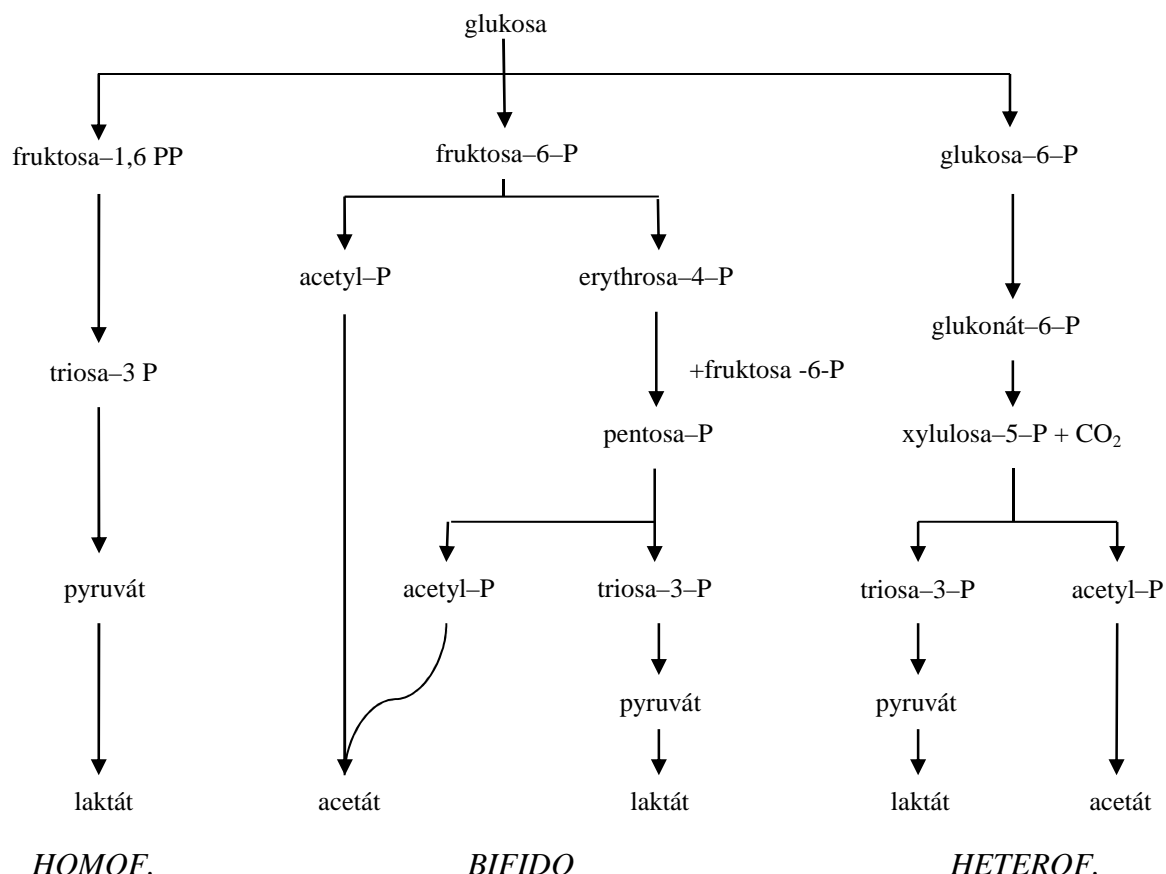 glukosa
fruktosa–1,6 PP
fruktosa–6–P
glukosa–6–P
acetyl–P
erythrosa–4–P
glukonát–6–P
triosa–3 P
+fruktosa -6-P
pentosa–P
xylulosa–5–P + CO₂
pyruvát
acetyl–P
triosa–3–P
triosa–3–P
acetyl–P
pyruvát
pyruvát
laktát
acetát
laktát
laktát
acetát
HOMOF.
BIFIDO
HETEROF.